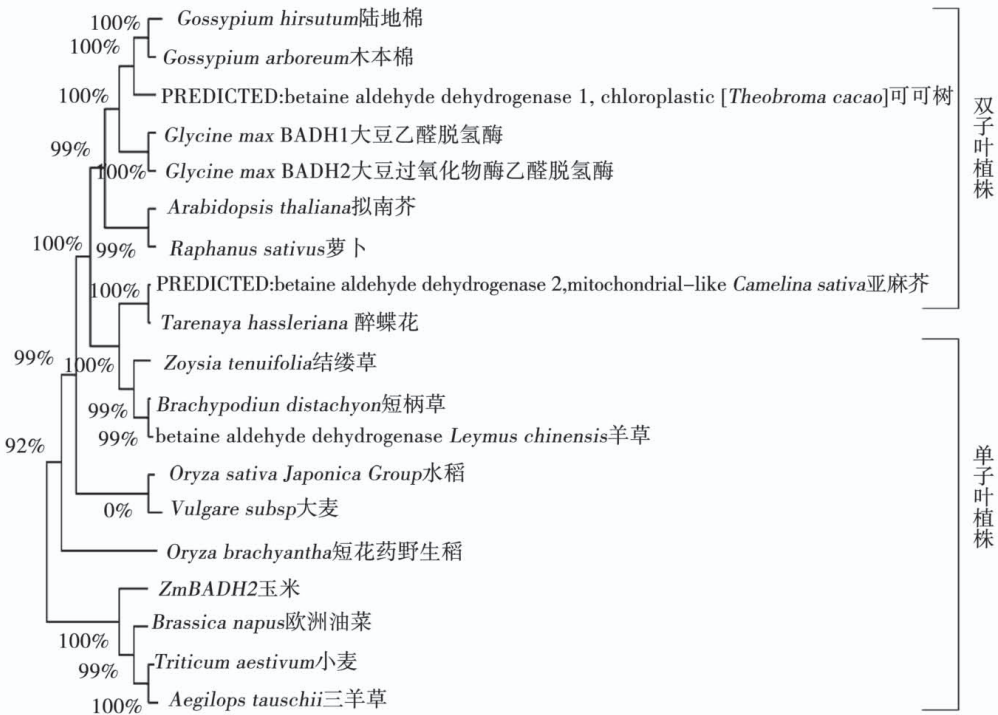 100%
Gossypium hirsutum陆地棉
100%
Gossypium arboreum木本棉
100%
PREDICTED:betaine aldehyde dehydrogenase 1, chloroplastic [Theobroma cacao]可可树
Glycine max BADH1大豆乙醛脱氢酶
99%
100%
Glycine max BADH2大豆过氧化物酶乙醛脱氢酶
Arabidopsis thaliana拟南芥
100%
99%
Raphanus sativus萝卜
100%
PREDICTED:betaine aldehyde dehydrogenase 2,mitochondrial-like Camelina sativa亚麻芥
Tarenaya hassleriana 醉蝶花
99%
100%
Zoysia tenuifolia结缕草
99%
Brachypodiun distachyon短柄草
92%
99%
betaine aldehyde dehydrogenase Leymus chinensis羊草
Oryza sativa Japonica Group水稻
0%
Vulgare subsp大麦
Oryza brachyantha短花药野生稻
ZmBADH2玉米
Brassica napus欧洲油菜
100%
Triticum aestivum小麦
99%
100%
Aegilops tauschii三羊草
双子叶植株
单子叶植株